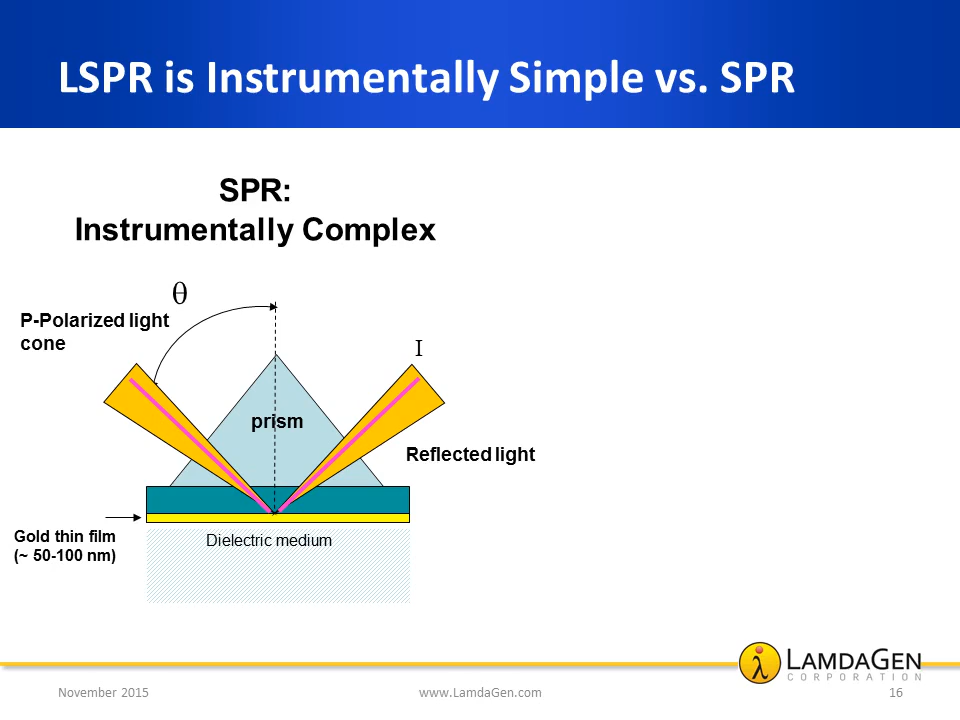 LSPR is Instrumentally Simple vs. SPR
SPR:
Instrumentally Complex
θ
P-Polarized light
cone
I
prism
Reflected light
Gold thin film
(~ 50-100 nm)
Dielectric medium
λ
LAMDAGEN
CORPORATION
November 2015
www.LamdaGen.com
16